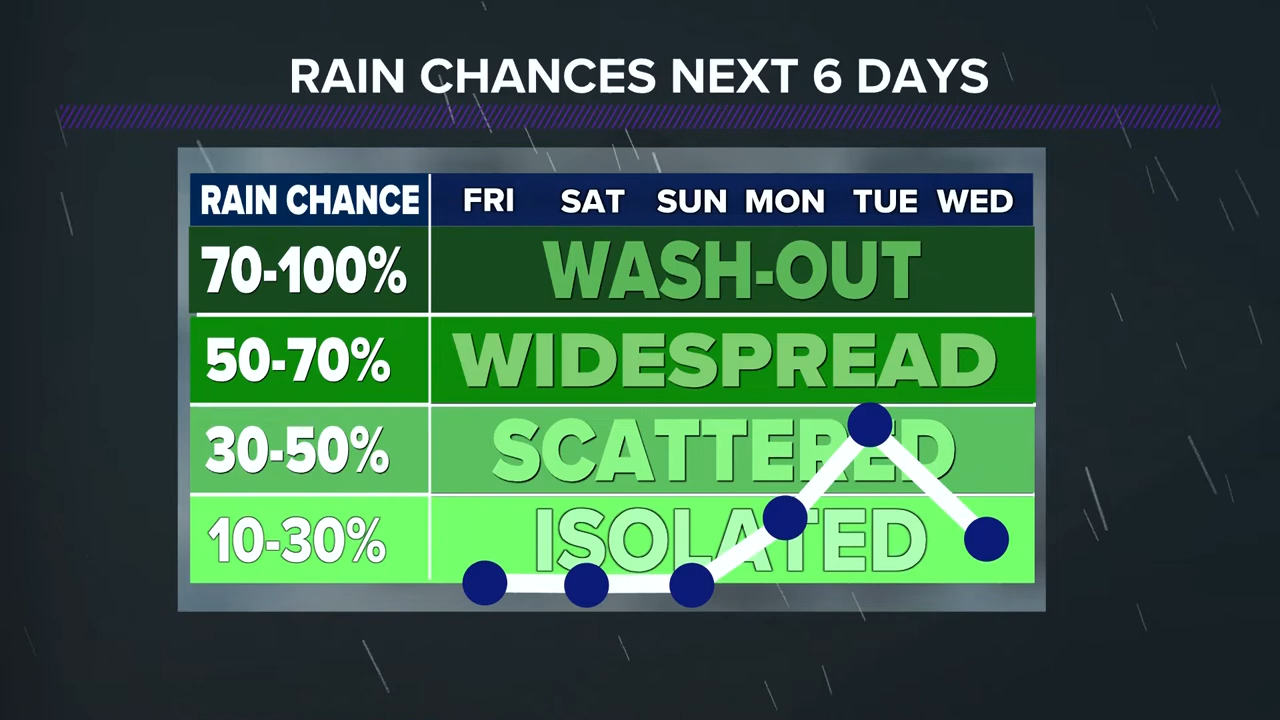 RAIN CHANCES NEXT 6 DAYS
RAIN CHANCE FRI SAT SUN MON TUE WED
70-100% WASH-OUT
50-70% WIDESPREAD
30-50% SCATTERED
10-30% ISOLATED